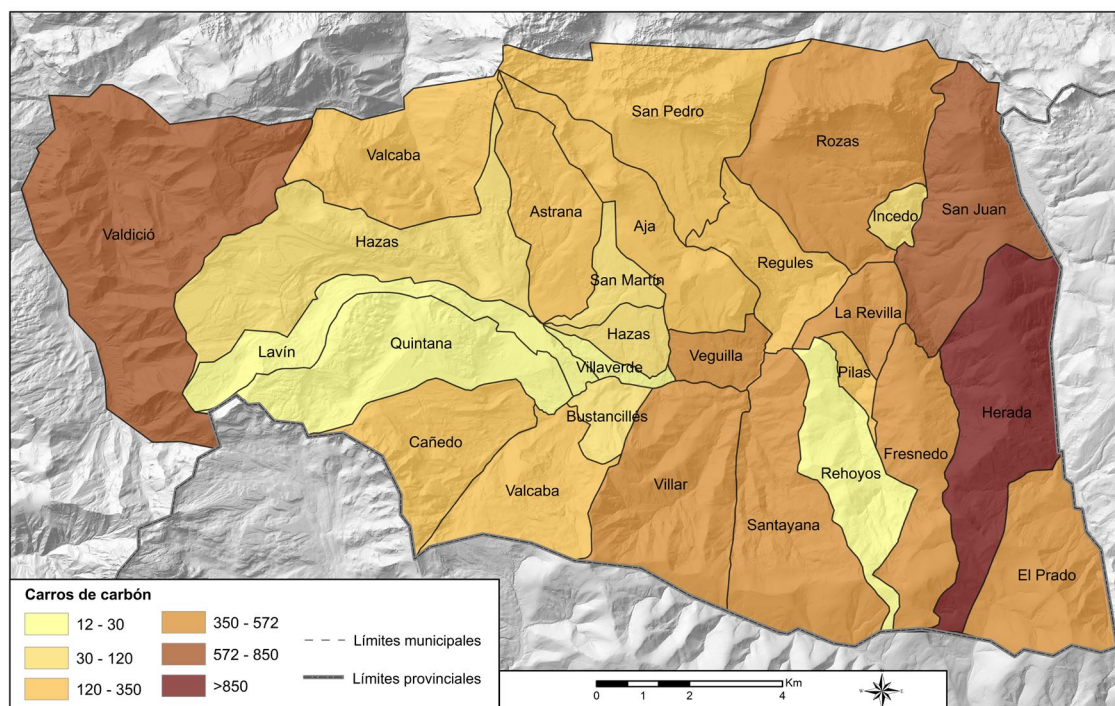 San Pedro
Rozas
Valcaba
Astrana
Incedo
San Juan
Valdició
Aja
Hazas
Regules
San Martín
La Revilla
Hazas
Quintana
Lavín
Veguilla
Villaverde
Pilas
Bustancilles
Herada
Cañedo
Fresnedo
Rehoyos
Villar
Valcaba
Santayana
El Prado
Carros de carbón
12 - 30
30 - 120
120 - 350
350 - 572
572 - 850
>850
Límites municipales
Límites provinciales
Km
0 1 2 4
N
W E
S